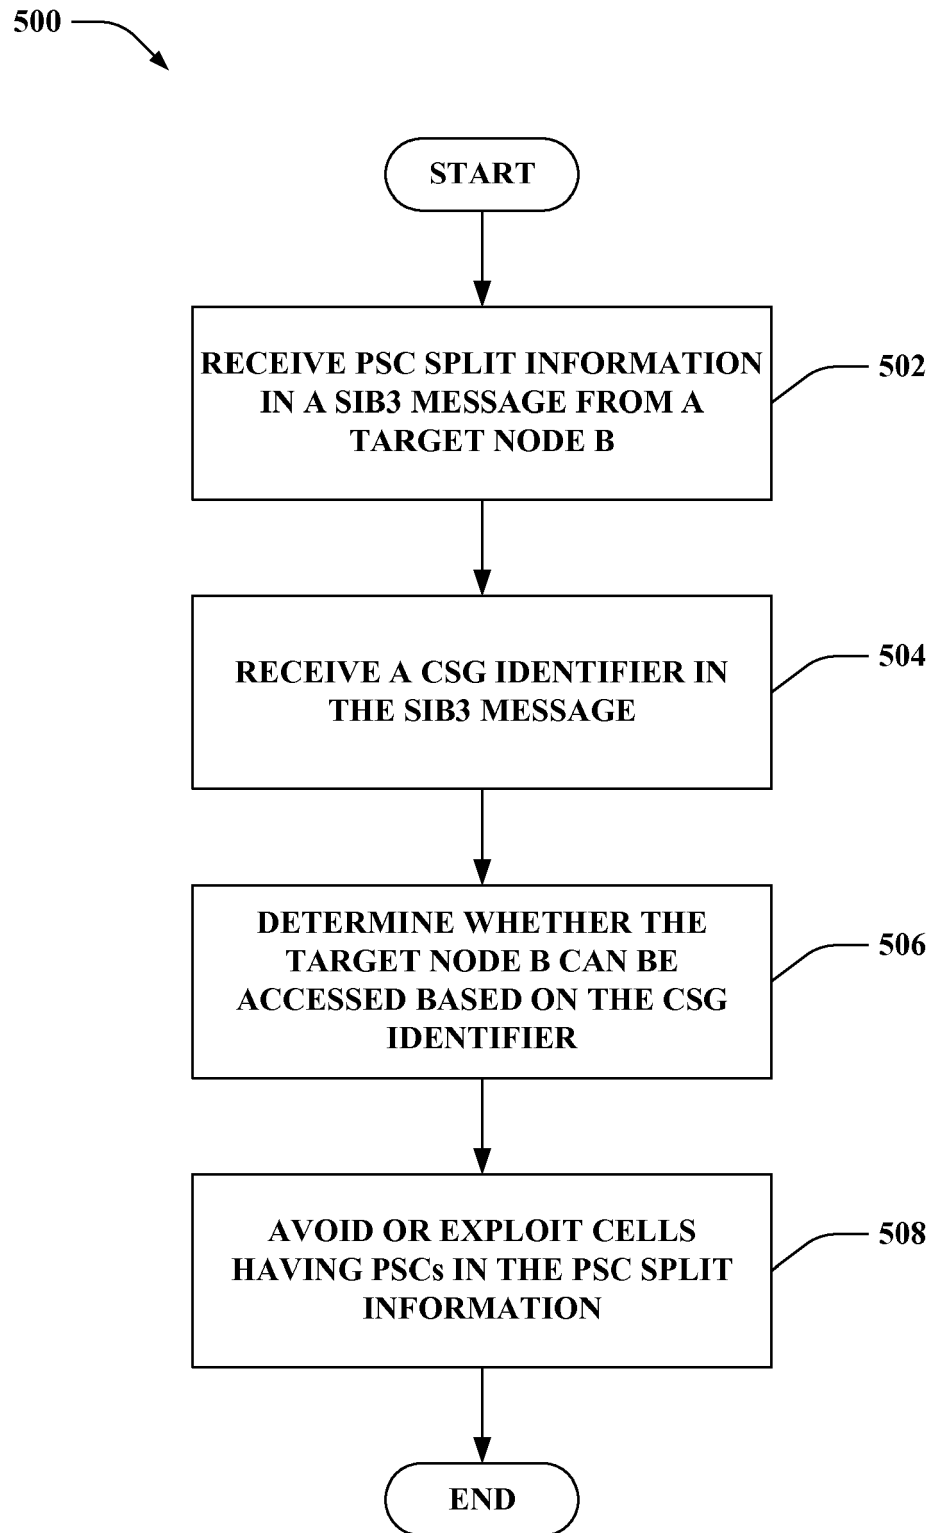 500
START
RECEIVE PSC SPLIT INFORMATION
IN A SIB3 MESSAGE FROM A
TARGET NODE B
502
RECEIVE A CSG IDENTIFIER IN
THE SIB3 MESSAGE
504
DETERMINE WHETHER THE
TARGET NODE B CAN BE
ACCESSED BASED ON THE CSG
IDENTIFIER
506
AVOID OR EXPLOIT CELLS
HAVING PSCs IN THE PSC SPLIT
INFORMATION
508
END